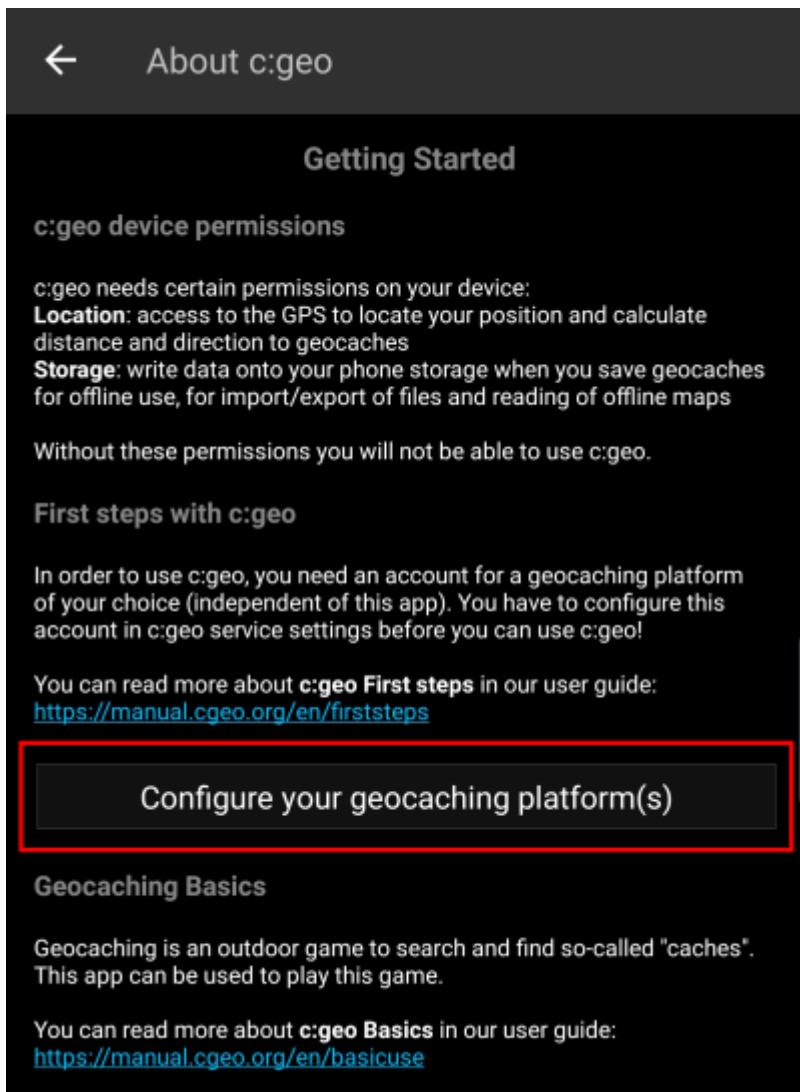 About c:geo
Getting Started
c:geo device permissions
c:geo needs certain permissions on your device:
Location: access to the GPS to locate your position and calculate
distance and direction to geocaches
Storage: write data onto your phone storage when you save geocaches
for offline use, for import/export of files and reading of offline maps
Without these permissions you will not be able to use c:geo.
First steps with c:geo
In order to use c:geo, you need an account for a geocaching platform
of your choice (independent of this app). You have to configure this
account in c:geo service settings before you can use c:geo!
You can read more about c:geo First steps in our user guide:
https://manual.cgeo.org/en/firststeps
Configure your geocaching platform(s)
Geocaching Basics
Geocaching is an outdoor game to search and find so-called "caches".
This app can be used to play this game.
You can read more about c:geo Basics in our user guide:
https://manual.cgeo.org/en/basicuse